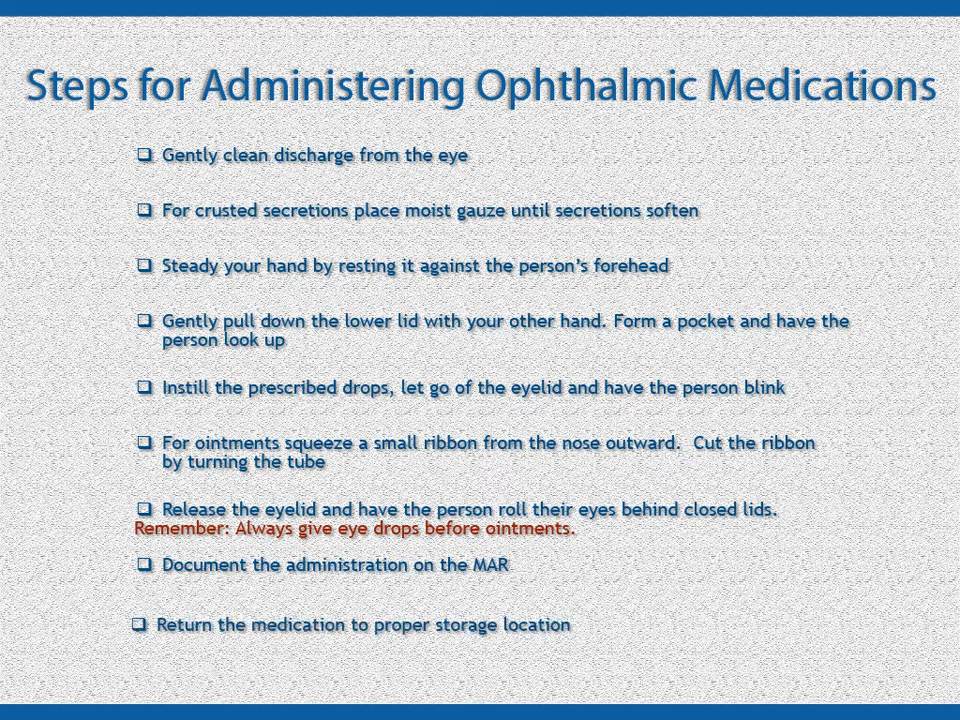 Steps for Administering Ophthalmic Medications
❑ Gently clean discharge from the eye
❑ For crusted secretions place moist gauze until secretions soften
❑ Steady your hand by resting it against the person’s forehead
❑ Gently pull down the lower lid with your other hand. Form a pocket and have the
person look up
❑ Instill the prescribed drops, let go of the eyelid and have the person blink
❑ For ointments squeeze a small ribbon from the nose outward.  Cut the ribbon
by turning the tube
❑ Release the eyelid and have the person roll their eyes behind closed lids.
Remember: Always give eye drops before ointments.
❑ Document the administration on the MAR
❑ Return the medication to proper storage location